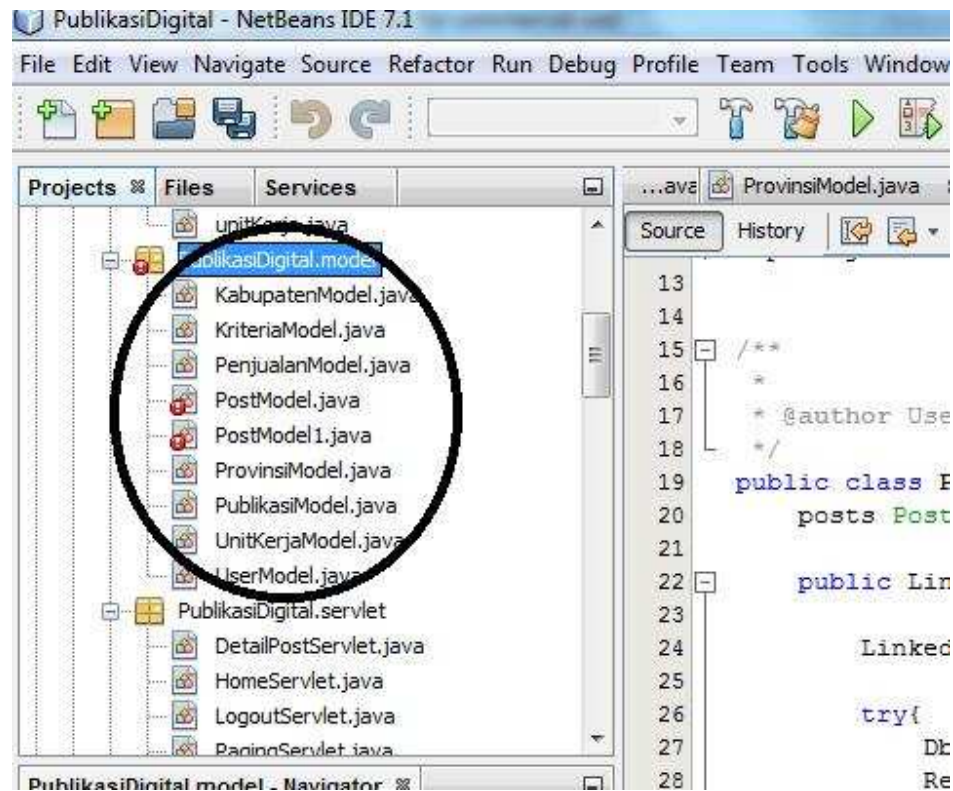 PublikasiDigital - NetBeans IDE 7.1
File Edit View Navigate Source Refactor Run Debug Profile Team Tools Window
Projects Files Services
unitKerja.java
PublikasiDigital.model
KabupatenModel.java
KriteriaModel.java
PenjualanModel.java
PostModel.java
PostModel1.java
ProvinsiModel.java
PublikasiModel.java
UnitKerjaModel.java
UserModel.java
PublikasiDigital.servlet
DetailPostServlet.java
HomeServlet.java
LogoutServlet.java
PagingServlet.java
PublikasiDigital.model - Navigator
...ava ProvinsiModel.java
Source History
13
14
15 /**
16 *
17 * @author Use
18 */
19 public class P
20 posts Post
21
22 public Lin
23
24 Linked
25
26 try{
27 Db
28 Re